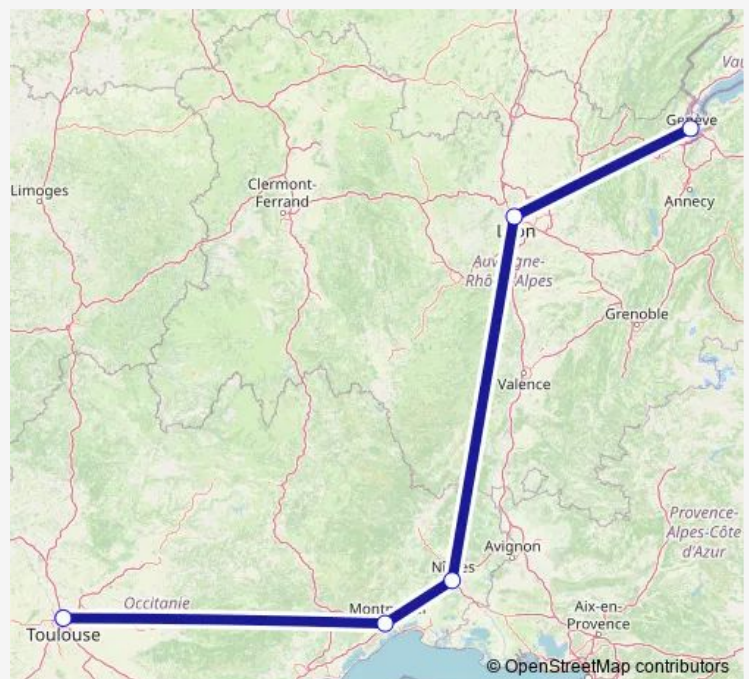 Vau
Genève
Limoges
Clermont-
Ferrand
Annecy
Lyon
Auvergne-
Rhône-Alpes
Grenoble
Valence
Provence-
Alpes-Côte
d'Azur
Avignon
Nîmes
Occitanie
Montpellier
Aix-en-
Provence
Toulouse
© OpenStreetMap contributors